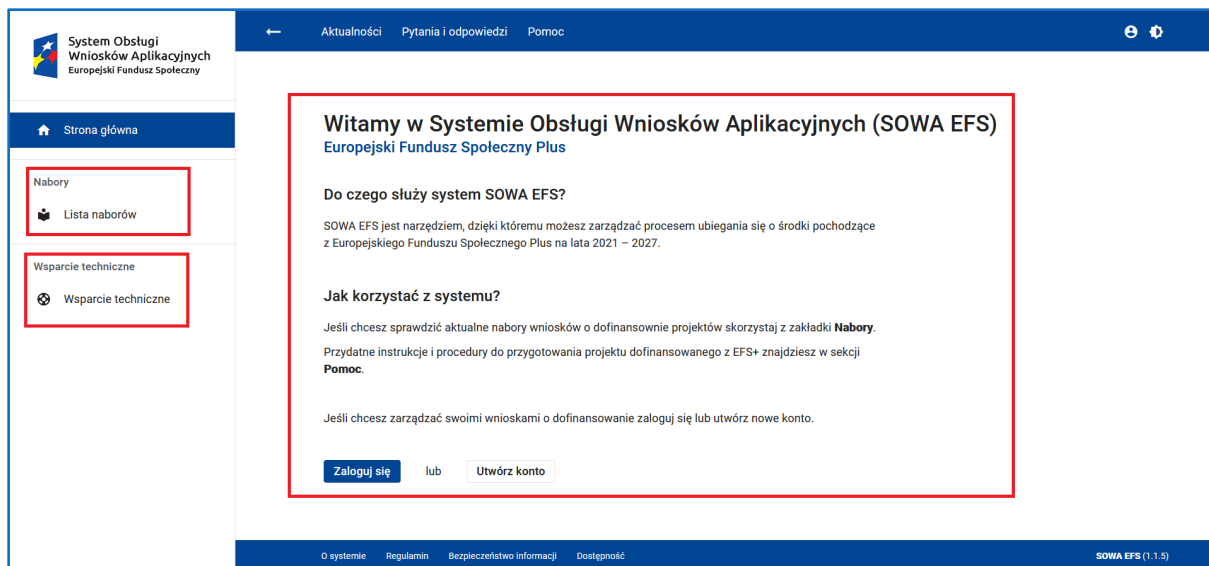 System Obsługi
Wniosków Aplikacyjnych
Europejski Fundusz Społeczny
Aktualności Pytania i odpowiedzi Pomoc
Strona główna
Nabory
Lista naborów
Wsparcie techniczne
Wsparcie techniczne
Witamy w Systemie Obsługi Wniosków Aplikacyjnych (SOWA EFS)
Europejski Fundusz Społeczny Plus
Do czego służy system SOWA EFS?
SOWA EFS jest narzędziem, dzięki któremu możesz zarządzać procesem ubiegania się o środki pochodzące
z Europejskiego Funduszu Społecznego Plus na lata 2021 – 2027.
Jak korzystać z systemu?
Jeśli chcesz sprawdzić aktualne nabory wniosków o dofinansownie projektów skorzystaj z zakładki Nabory.
Przydatne instrukcje i procedury do przygotowania projektu dofinansowanego z EFS+ znajdziesz w sekcji
Pomoc.
Jeśli chcesz zarządzać swoimi wnioskami o dofinansowanie zaloguj się lub utwórz nowe konto.
Zaloguj się lub Utwórz konto
O systemie Regulamin Bezpieczeństwo informacji Dostępność SOWA EFS (1.1.5)